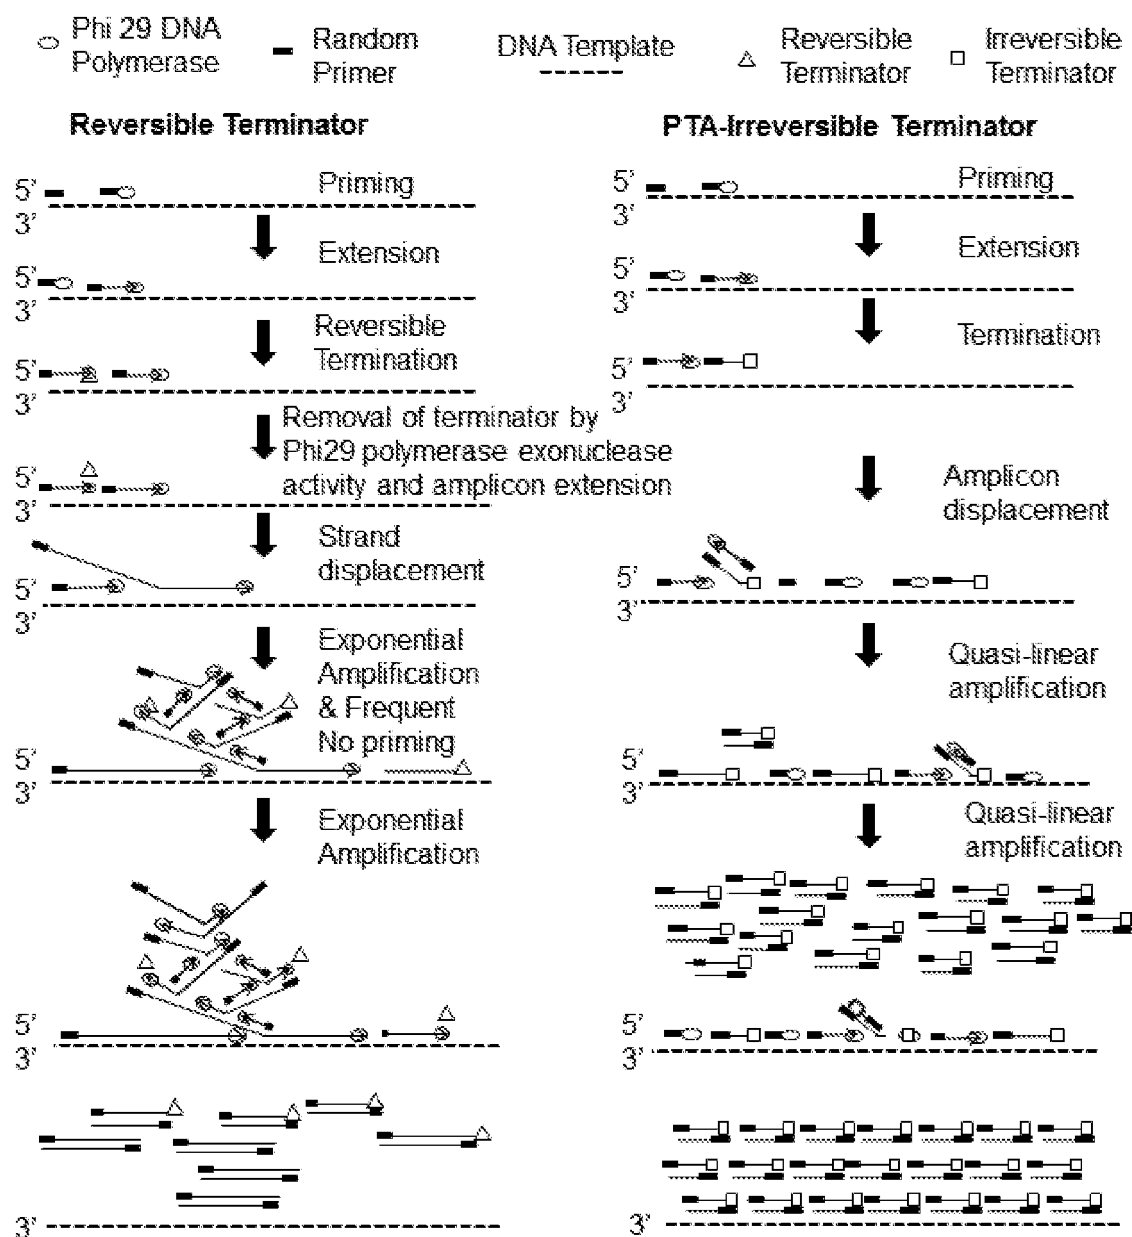 Phi 29 DNA
Polymerase
Random
Primer
DNA Template
Reversible
Terminator
Irreversible
Terminator
Reversible Terminator
5'
3'
Priming
Extension
5'
3'
Reversible
Termination
5'
3'
Removal of terminator by
Phi29 polymerase exonuclease
activity and amplicon extension
5'
3'
Strand
displacement
5'
3'
Exponential
Amplification
& Frequent
No priming
5'
3'
Exponential
Amplification
5'
3'
3'
PTA-Irreversible Terminator
5'
3'
Priming
Extension
5'
3'
Termination
5'
3'
Amplicon
displacement
5'
3'
Quasi-linear
amplification
5'
3'
Quasi-linear
amplification
5'
3'
3'